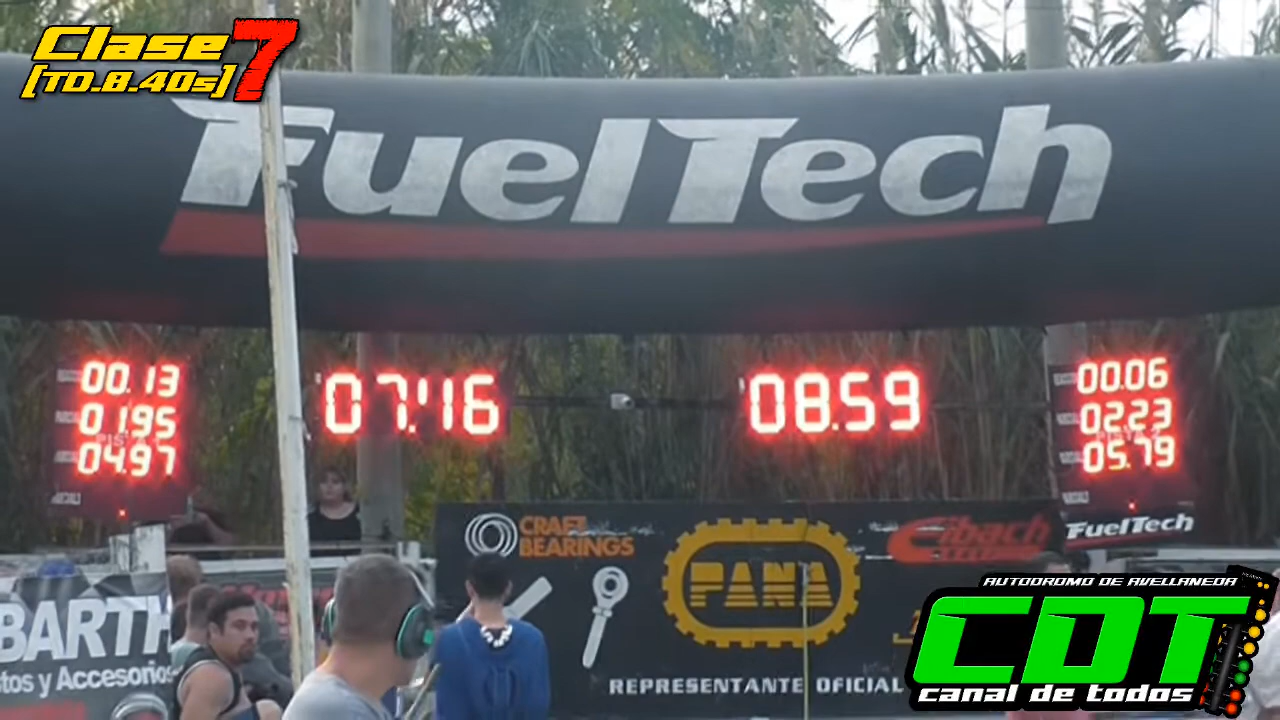 Clase 7
[TD.8.40s]
FuelTech
00.13
01.95
04.97
07.416
08.59
00.06
02.23
05.79
FuelTech
CRAFT
BEARINGS
PANA
Eibach
REPRESENTANTE OFICIAL
BARTH
tos y Accesorios
AUTODROMO DE AVELLANEDA
CDT
canal de todos